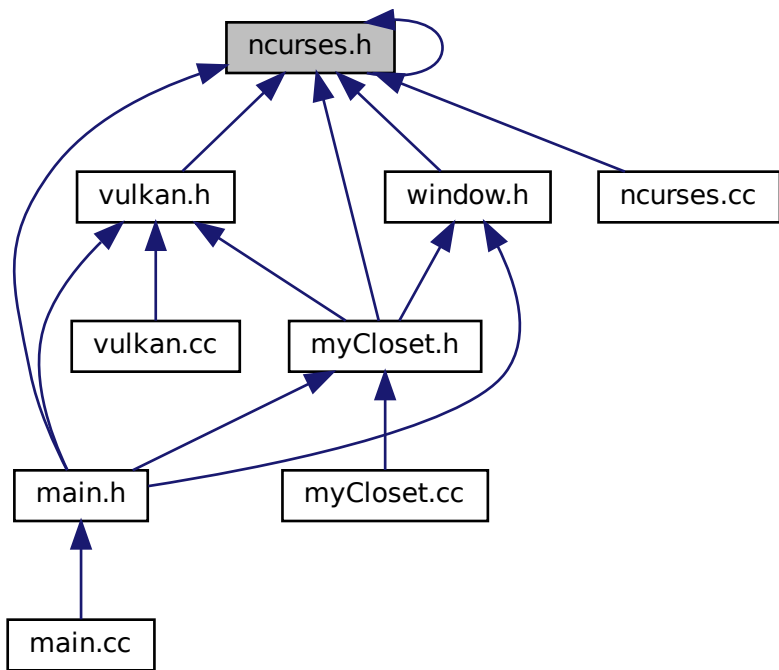 ncurses.h
vulkan.h
window.h
ncurses.cc
vulkan.cc
myCloset.h
main.h
myCloset.cc
main.cc